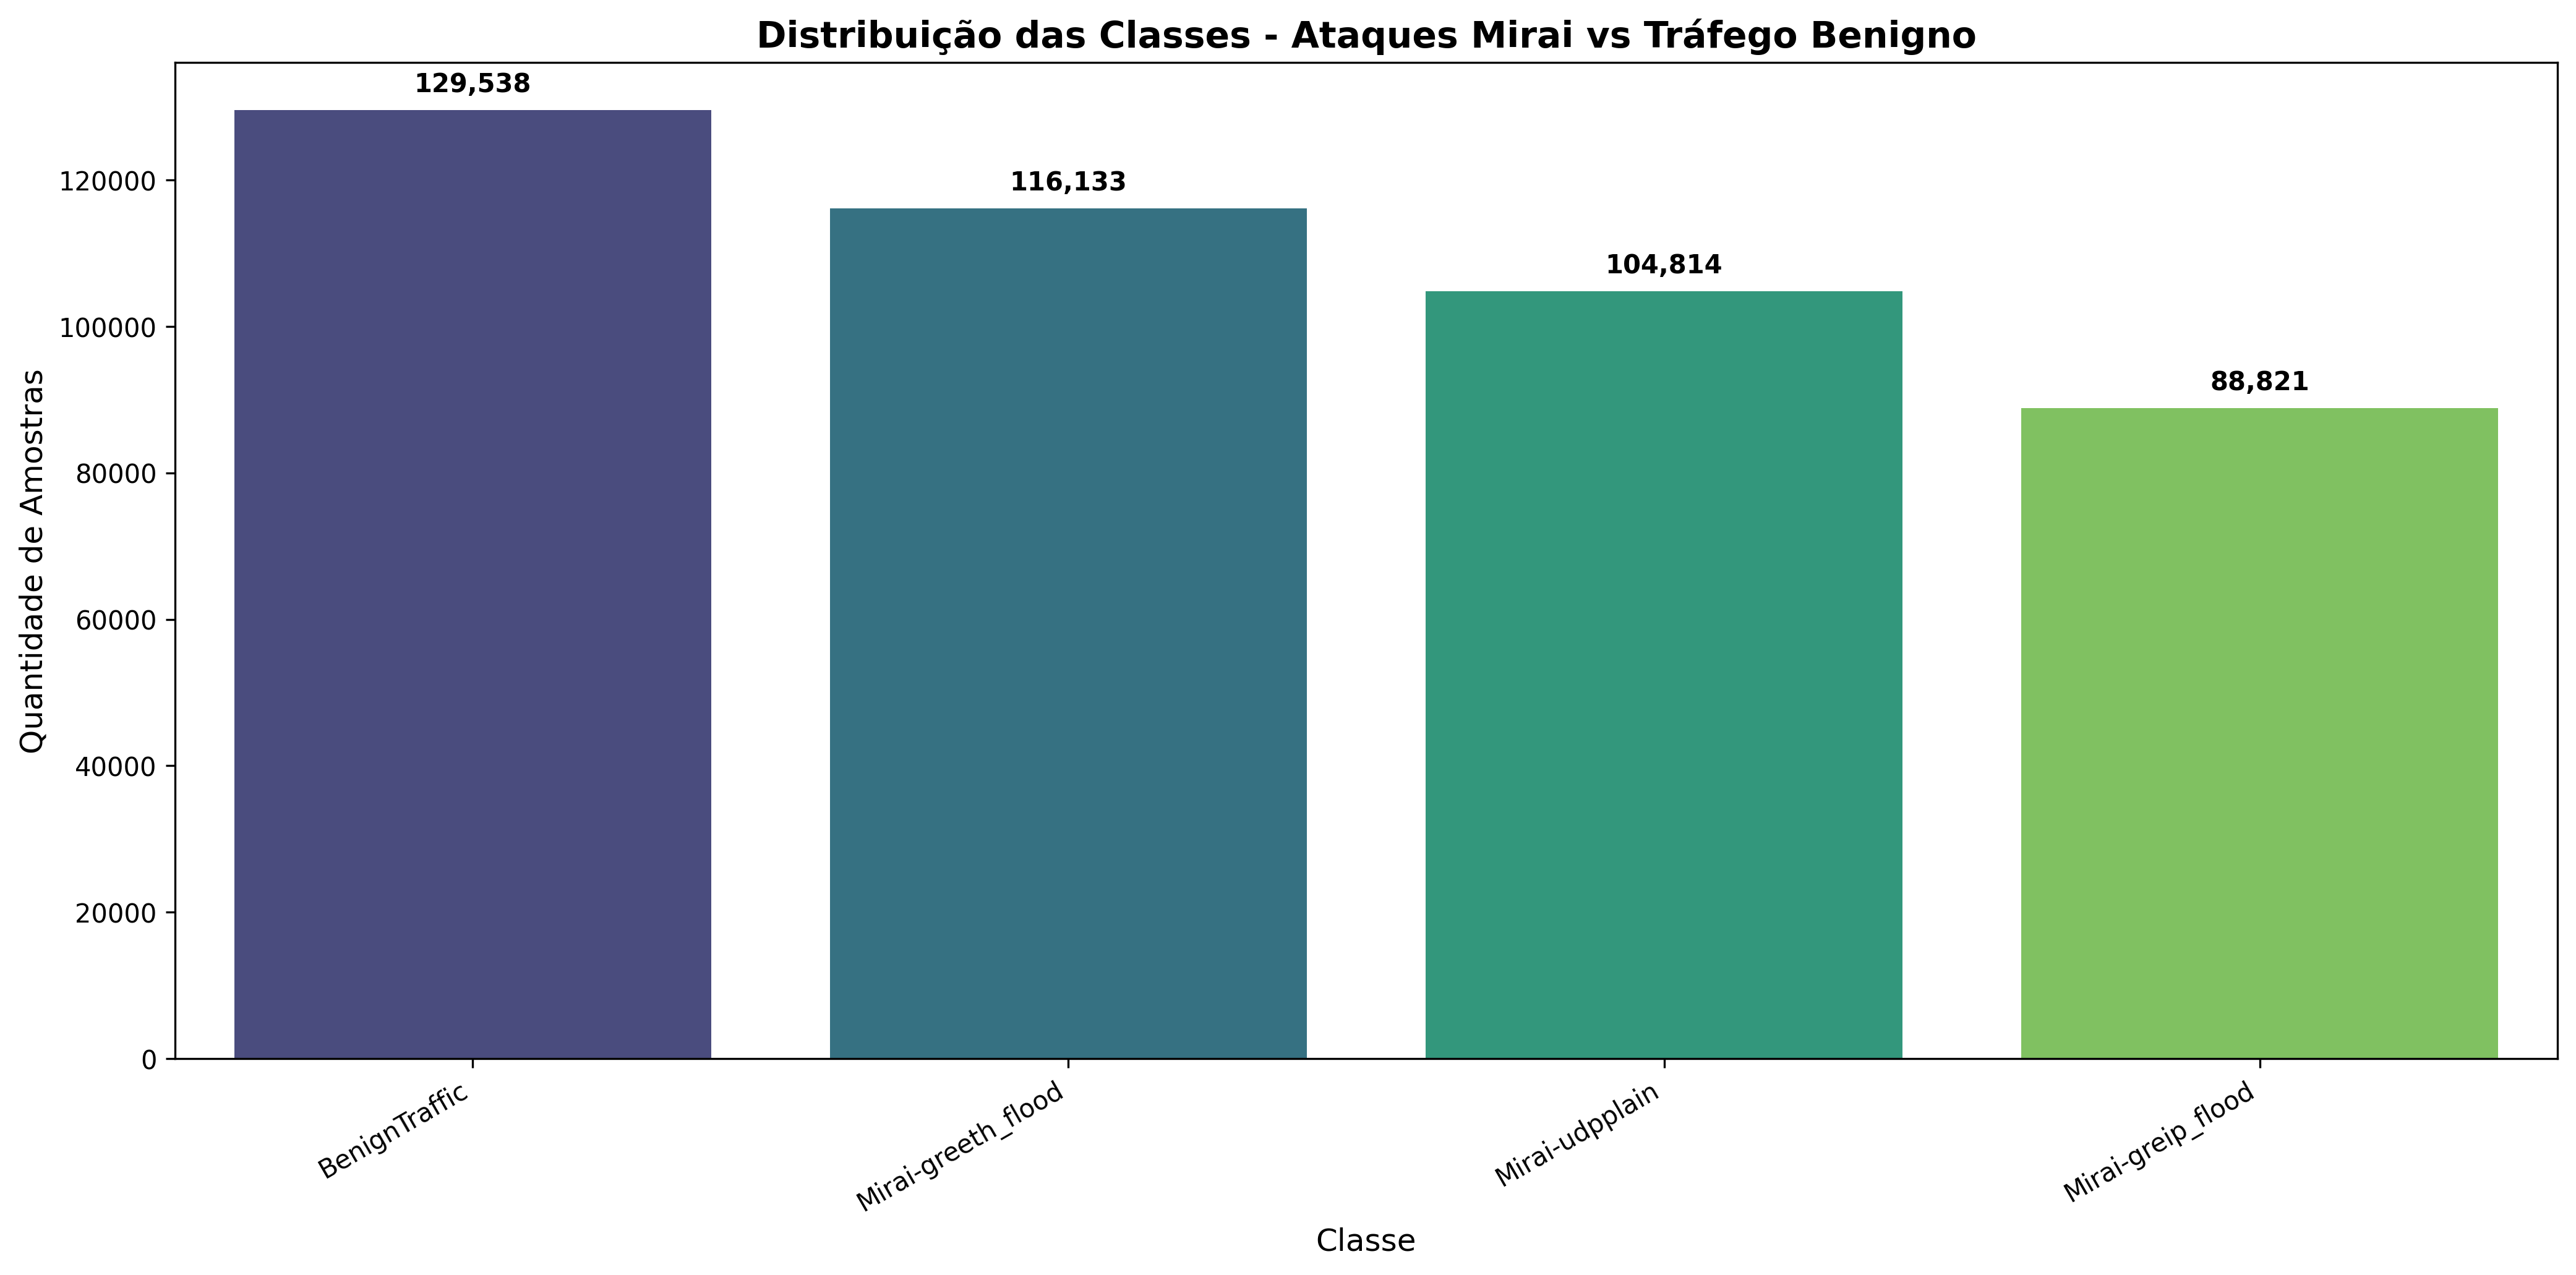 Distribuição das Classes - Ataques Mirai vs Tráfego Benigno
129,538
116,133
104,814
88,821
120000
100000
80000
60000
40000
20000
0
Quantidade de Amostras
BenignTraffic
Mirai-greeth_flood
Mirai-udpplain
Mirai-greip_flood
Classe